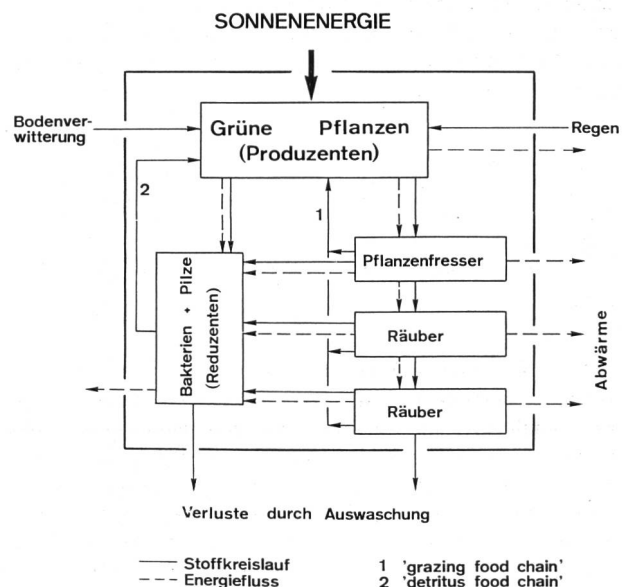 SONNENENERGIE
Bodenver-
witterung
Grüne Pflanzen
(Produzenten)
Regen
2
1
Pflanzenfresser
Bakterien + Pilze
(Reduzenten)
Räuber
Räuber
Abwärme
Verluste durch Auswaschung
Stoffkreislauf
Energiefluss
1 'grazing food chain'
2 'detritus food chain'